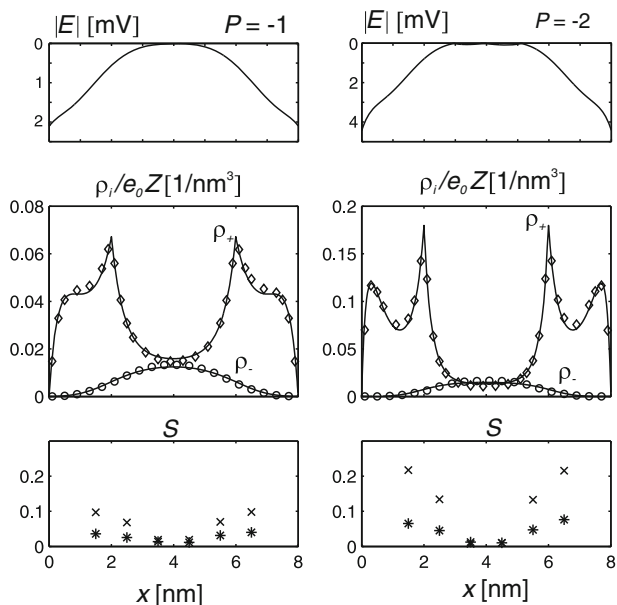 |E| [mV] P = -1
0
1
2
|E| [mV] P = -2
0
2
4
ρi/e0 Z [1/nm³]
0.08
0.06
0.04
0.02
0
ρ+
ρ-
ρi/e0 Z [1/nm³]
0.2
0.15
0.1
0.05
0
ρ+
ρ-
S
0.2
0.1
0
0 2 4 6 8
x [nm]
S
0.2
0.1
0
0 2 4 6 8
x [nm]